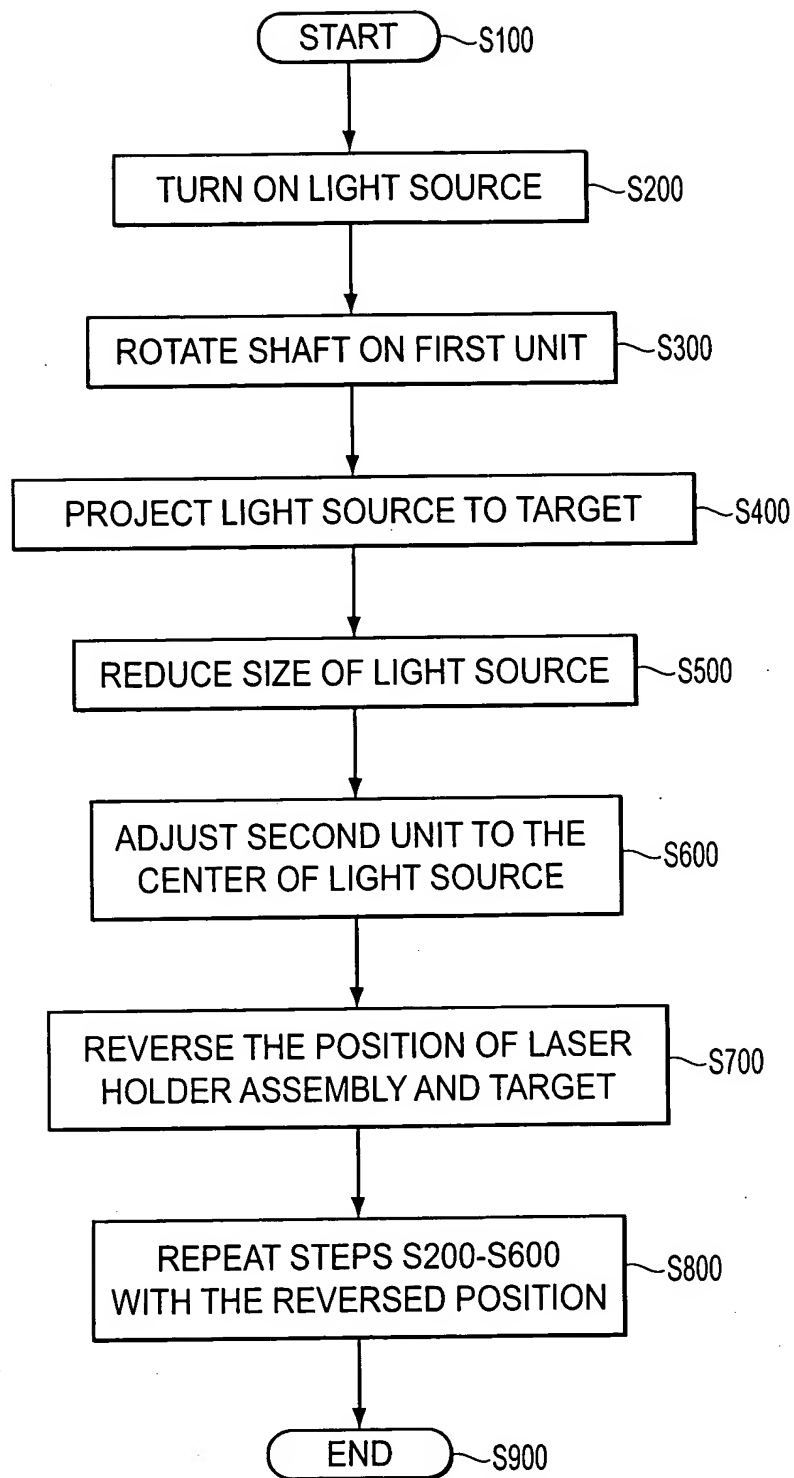 START
S100
TURN ON LIGHT SOURCE
S200
ROTATE SHAFT ON FIRST UNIT
S300
PROJECT LIGHT SOURCE TO TARGET
S400
REDUCE SIZE OF LIGHT SOURCE
S500
ADJUST SECOND UNIT TO THE
CENTER OF LIGHT SOURCE
S600
REVERSE THE POSITION OF LASER
HOLDER ASSEMBLY AND TARGET
S700
REPEAT STEPS S200-S600
WITH THE REVERSED POSITION
S800
END
S900